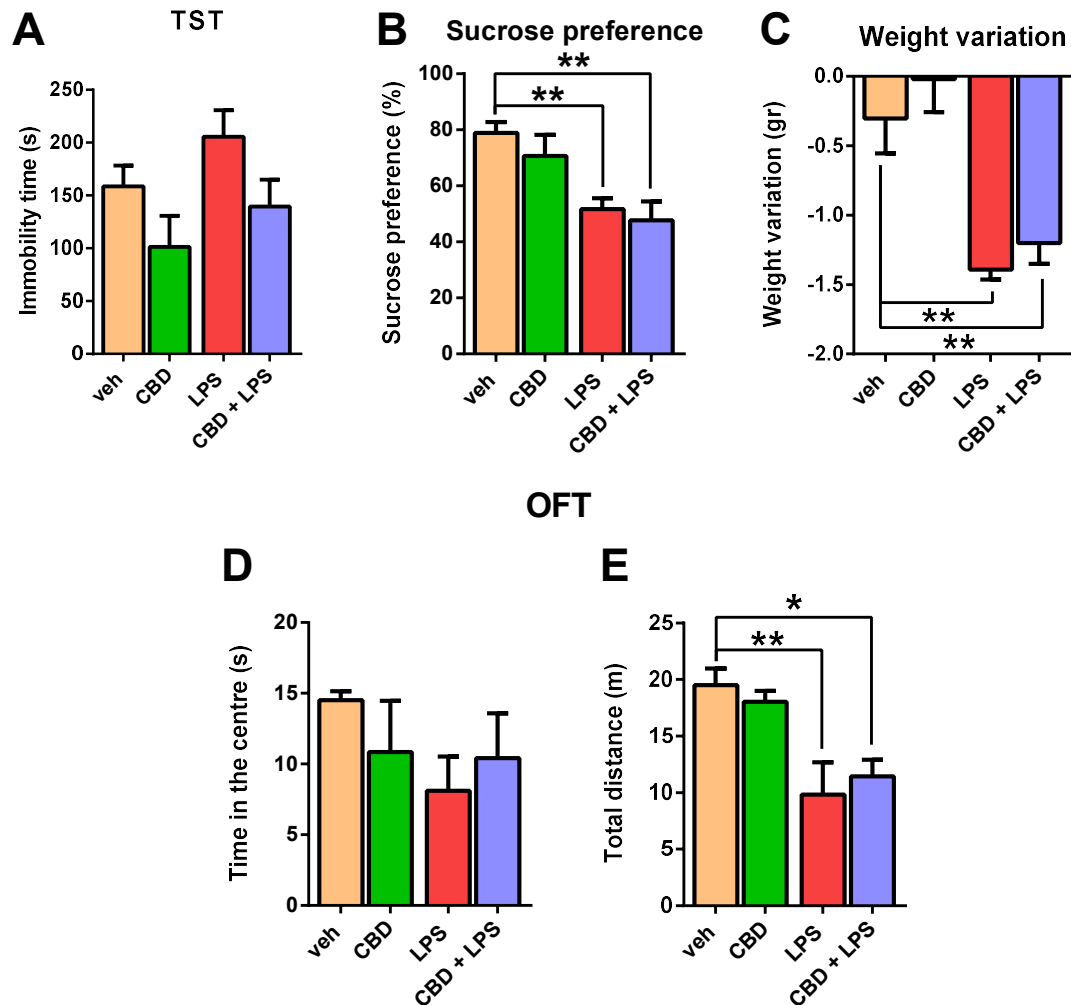 A
TST
Immobility time (s)
250
200
150
100
50
0
veh
CBD
LPS
CBD + LPS
B
Sucrose preference
Sucrose preference (%)
100
80
60
40
20
0
**
**
veh
CBD
LPS
CBD + LPS
C
Weight variation
Weight variation (gr)
0.0
-0.5
-1.0
-1.5
-2.0
**
**
veh
CBD
LPS
CBD + LPS
OFT
D
Time in the centre (s)
20
15
10
5
0
veh
CBD
LPS
CBD + LPS
E
Total distance (m)
25
20
15
10
5
0
*
**
veh
CBD
LPS
CBD + LPS